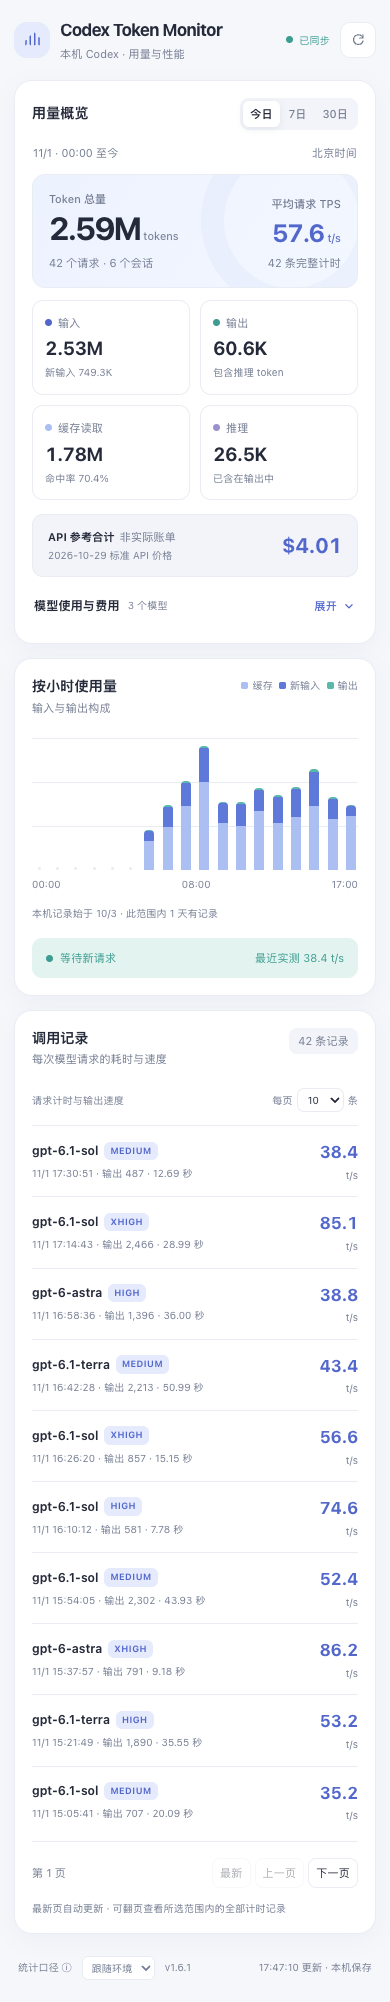 Codex Token Monitor
本机 Codex · 用量与性能
已同步
用量概览
今日 7日 30日
11/1 · 00:00 至今
北京时间
Token 总量
2.59M tokens
42 个请求 · 6 个会话
平均请求 TPS
57.6 t/s
42 条完整计时
输入
2.53M
新输入 749.3K
输出
60.6K
包含推理 token
缓存读取
1.78M
命中率 70.4%
推理
26.5K
已含在输出中
API 参考合计 非实际账单
2026-10-29 标准 API 价格
$4.01
模型使用与费用 3 个模型
展开
按小时使用量
输入与输出构成
缓存 新输入 输出
00:00 08:00 17:00
本机记录始于 10/3 · 此范围内 1 天有记录
等待新请求
最近实测 38.4 t/s
调用记录
每次模型请求的耗时与速度
42 条记录
请求计时与输出速度
每页 10 条
gpt-6.1-sol MEDIUM
11/1 17:30:51 · 输出 487 · 12.69 秒
38.4
t/s
gpt-6.1-sol XHIGH
11/1 17:14:43 · 输出 2,466 · 28.99 秒
85.1
t/s
gpt-6-astra HIGH
11/1 16:58:36 · 输出 1,396 · 36.00 秒
38.8
t/s
gpt-6.1-terra MEDIUM
11/1 16:42:28 · 输出 2,213 · 50.99 秒
43.4
t/s
gpt-6.1-sol XHIGH
11/1 16:26:20 · 输出 857 · 15.15 秒
56.6
t/s
gpt-6.1-sol HIGH
11/1 16:10:12 · 输出 581 · 7.78 秒
74.6
t/s
gpt-6.1-sol MEDIUM
11/1 15:54:05 · 输出 2,302 · 43.93 秒
52.4
t/s
gpt-6-astra XHIGH
11/1 15:37:57 · 输出 791 · 9.18 秒
86.2
t/s
gpt-6.1-terra HIGH
11/1 15:21:49 · 输出 1,890 · 35.55 秒
53.2
t/s
gpt-6.1-sol MEDIUM
11/1 15:05:41 · 输出 707 · 20.09 秒
35.2
t/s
第 1 页
最新 上一页 下一页
最新页自动更新 · 可翻页查看所选范围内的全部计时记录
统计口径 ⓘ 跟随环境 v1.6.1
17:47:10 更新 · 本机保存